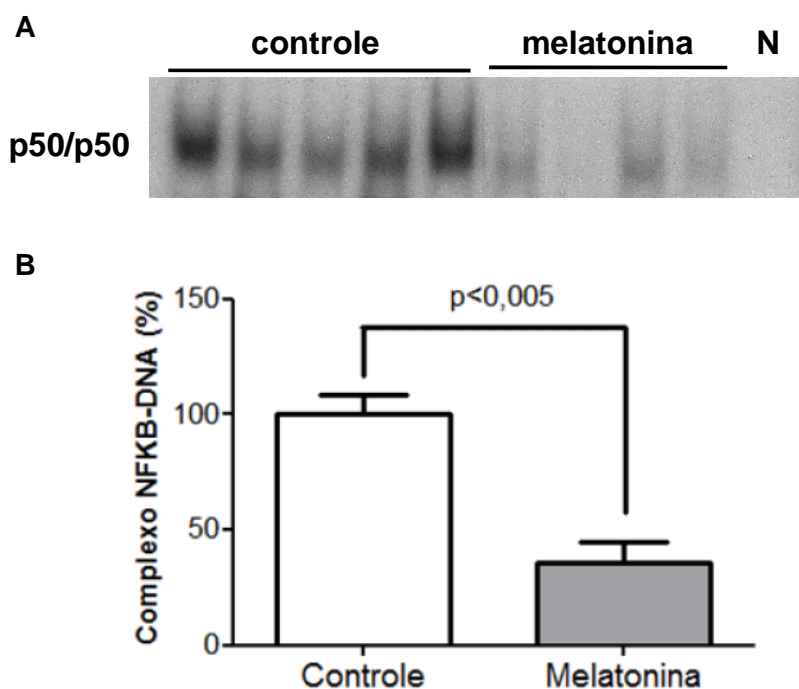 A
controle melatonina N
p50/p50
B
Complexo NFKB-DNA (%)
150
100
50
0
p<0,005
Controle Melatonina